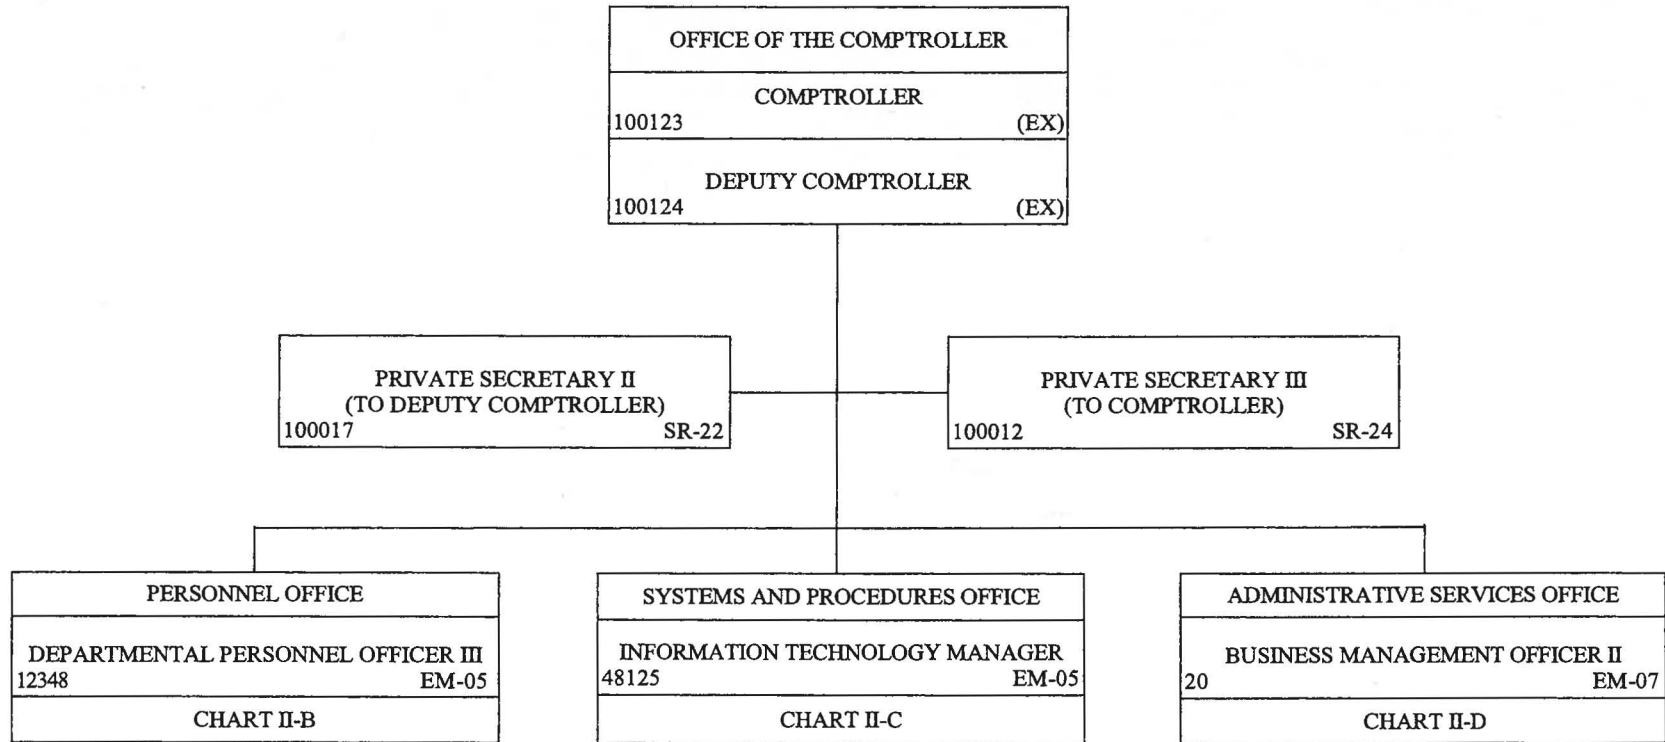 OFFICE OF THE COMPTROLLER
COMPTROLLER
100123 (EX)
DEPUTY COMPTROLLER
100124 (EX)
PRIVATE SECRETARY II
(TO DEPUTY COMPTROLLER)
100017 SR-22
PRIVATE SECRETARY III
(TO COMPTROLLER)
100012 SR-24
PERSONNEL OFFICE
DEPARTMENTAL PERSONNEL OFFICER III
12348 EM-05
CHART II-B
SYSTEMS AND PROCEDURES OFFICE
INFORMATION TECHNOLOGY MANAGER
48125 EM-05
CHART II-C
ADMINISTRATIVE SERVICES OFFICE
BUSINESS MANAGEMENT OFFICER II
20 EM-07
CHART II-D